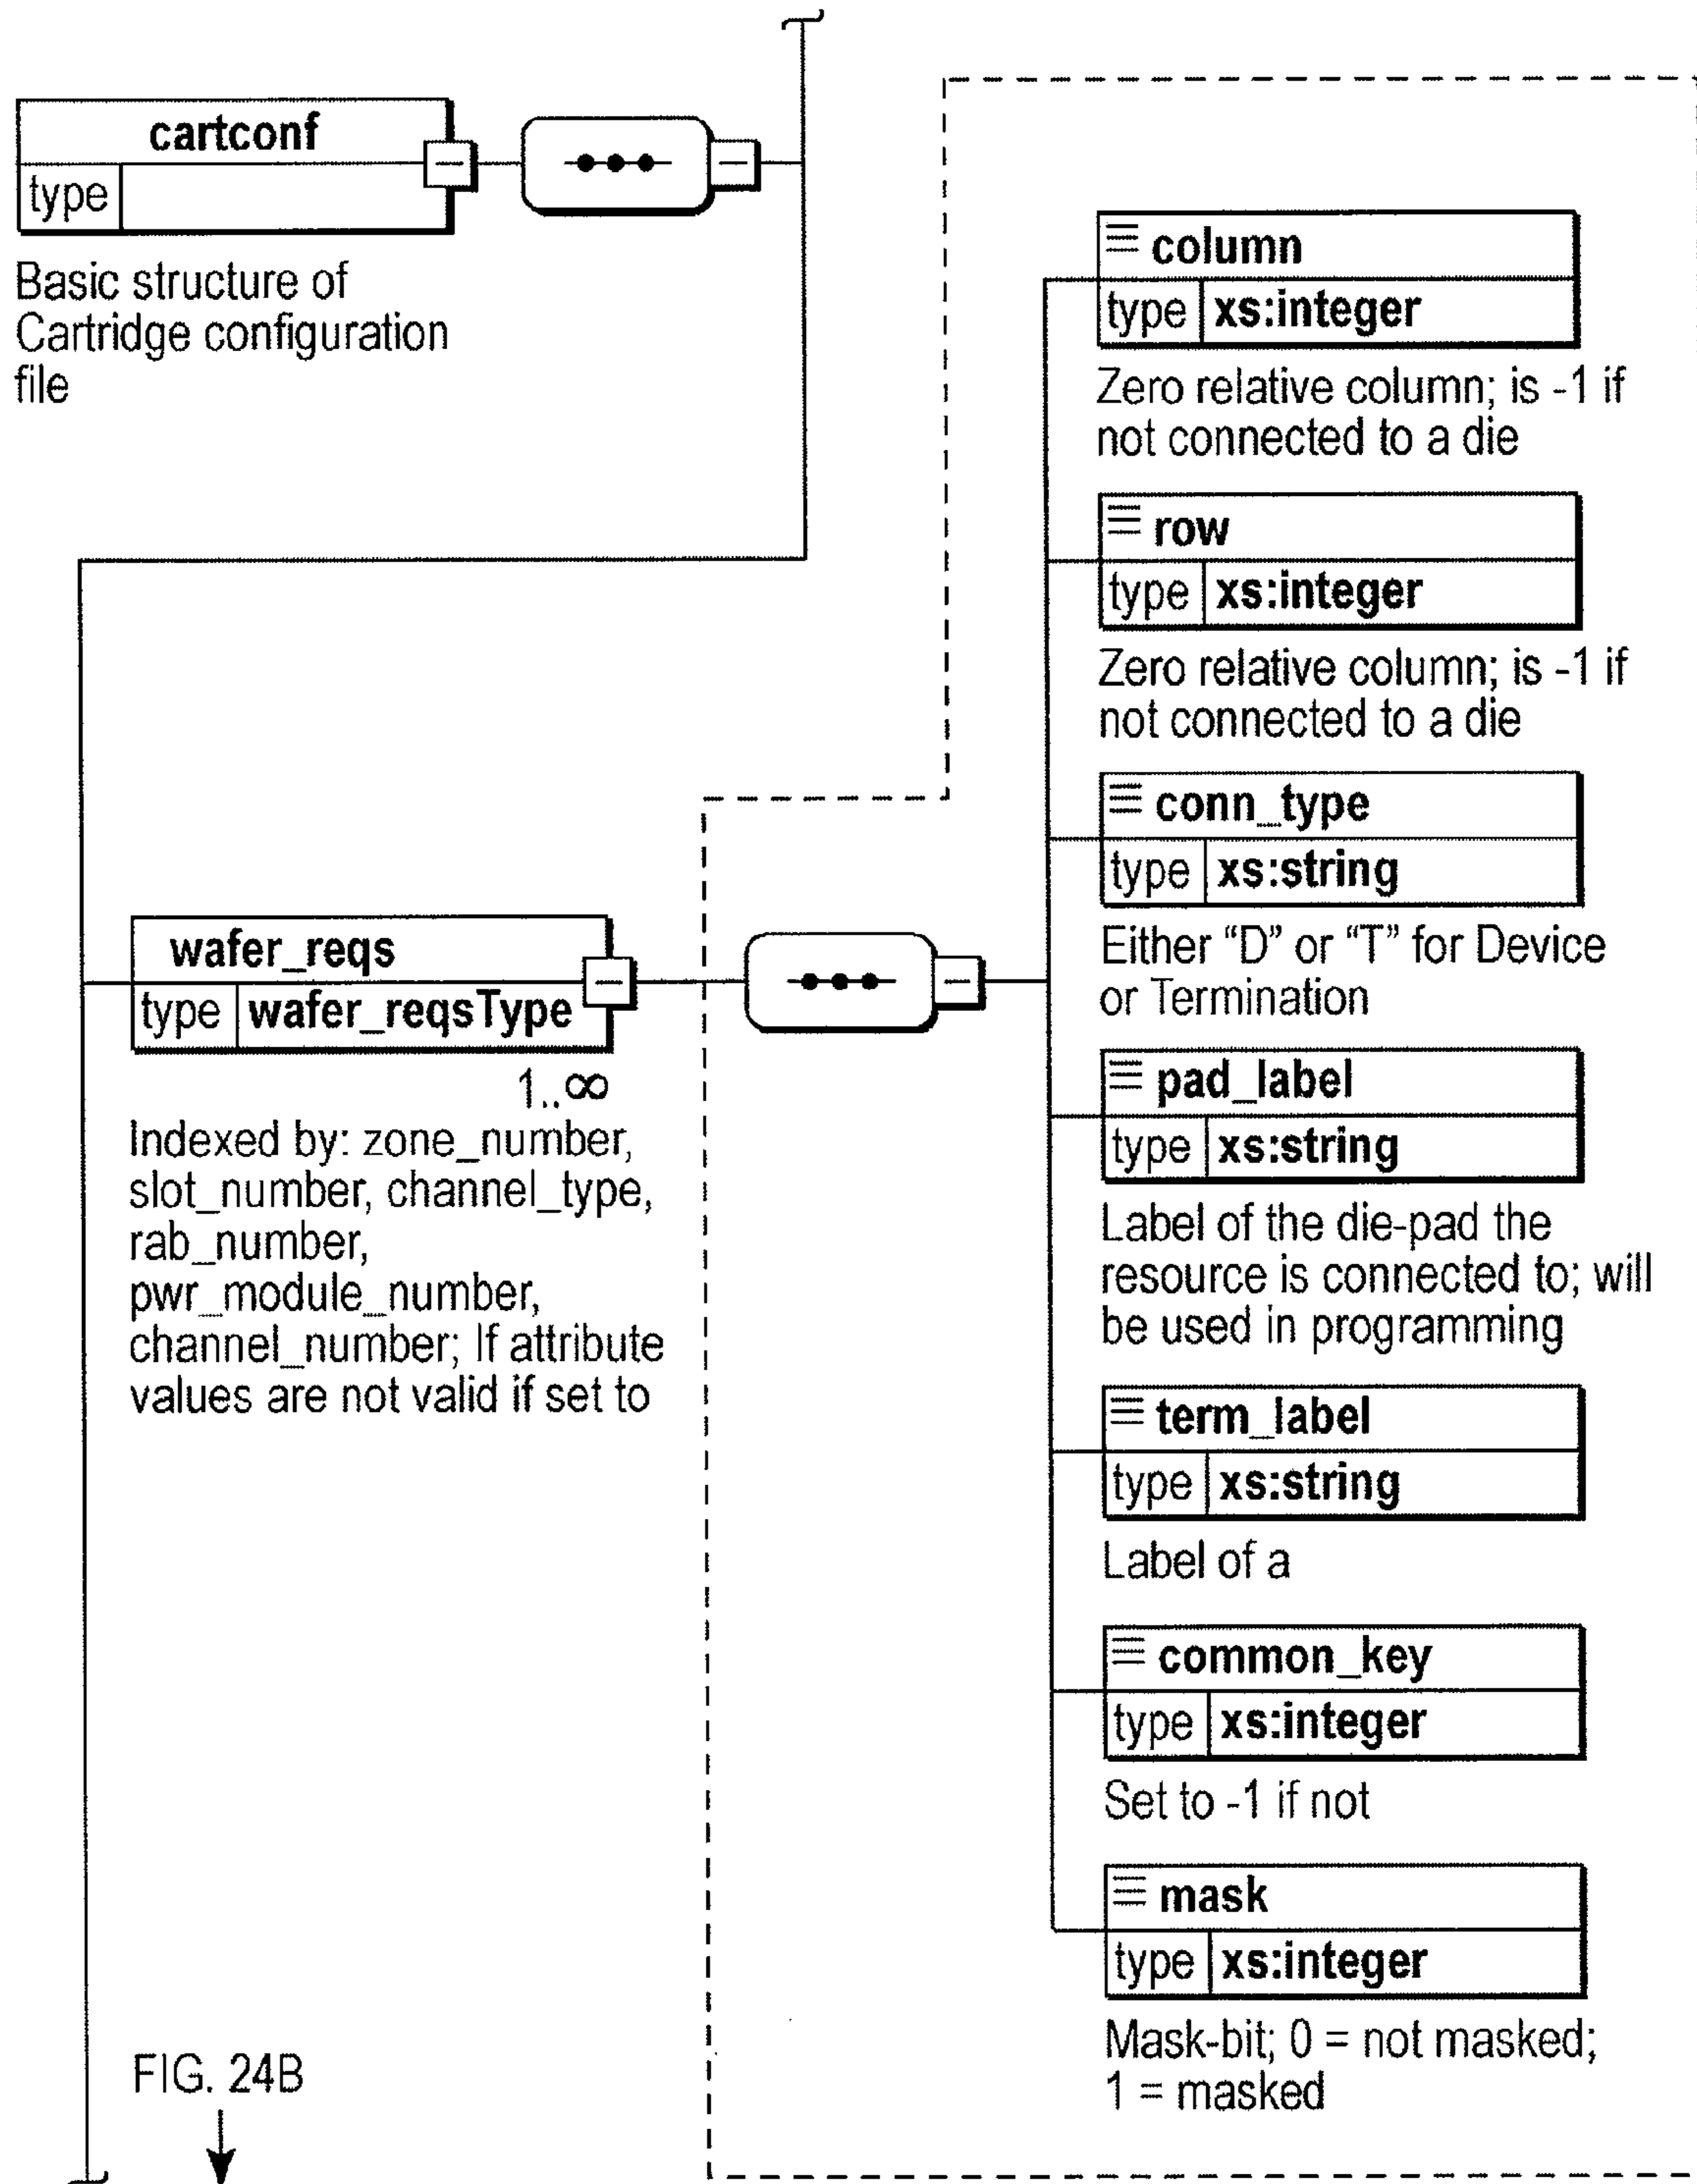 cartconf
type
Basic structure of
Cartridge configuration
file
column
type xs:integer
Zero relative column; is -1 if
not connected to a die
row
type xs:integer
Zero relative column; is -1 if
not connected to a die
conn_type
type xs:string
Either “D” or “T” for Device
or Termination
wafer_reqs
type wafer_reqsType
1..∞
Indexed by: zone_number,
slot_number, channel_type,
rab_number,
pwr_module_number,
channel_number; If attribute
values are not valid if set to
pad_label
type xs:string
Label of the die-pad the
resource is connected to; will
be used in programming
term_label
type xs:string
Label of a
common_key
type xs:integer
Set to -1 if not
mask
type xs:integer
Mask-bit; 0 = not masked;
1 = masked
FIG. 24B